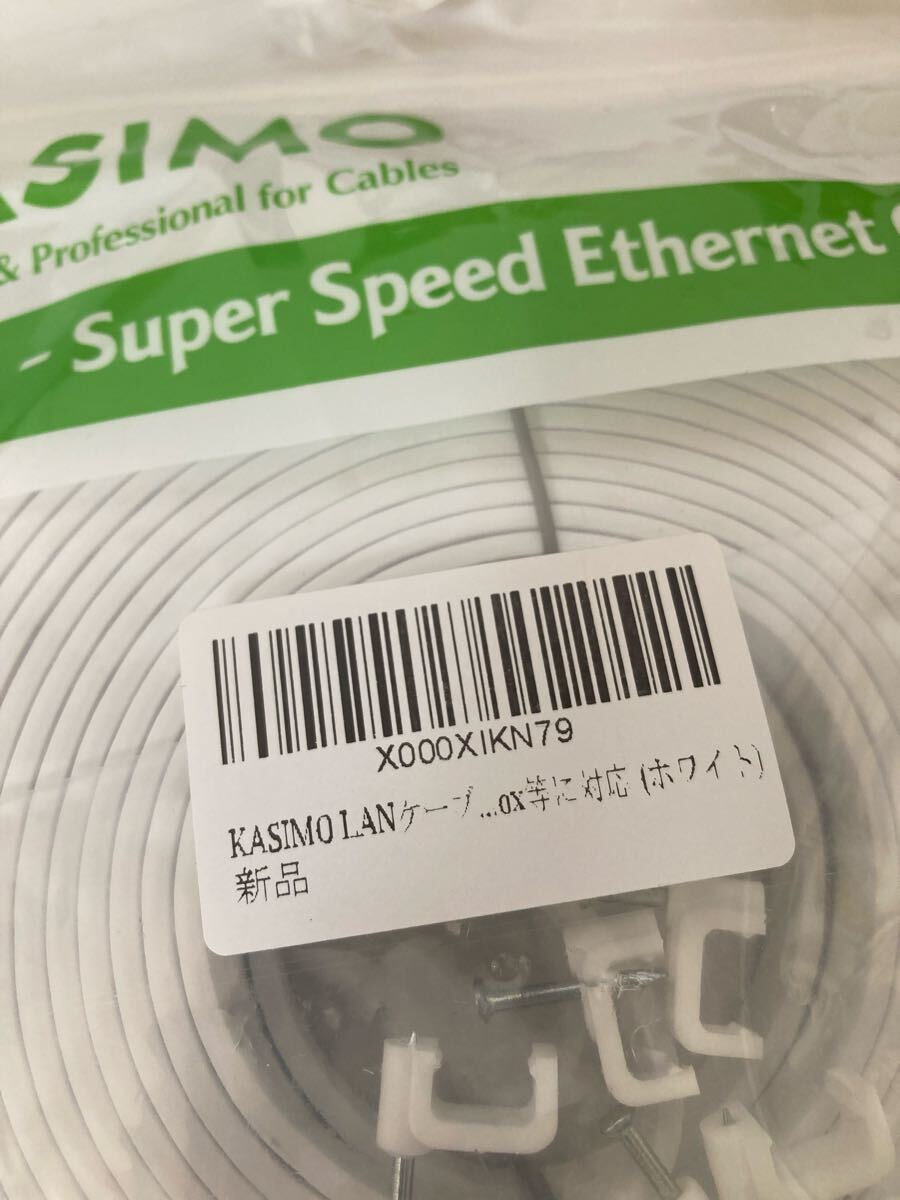 ASIMO
& Professional for Cables
- Super Speed Ethernet
X000XIKN79
KASIMO LANケーブ...ox等に対応 (ホワイト)
新品